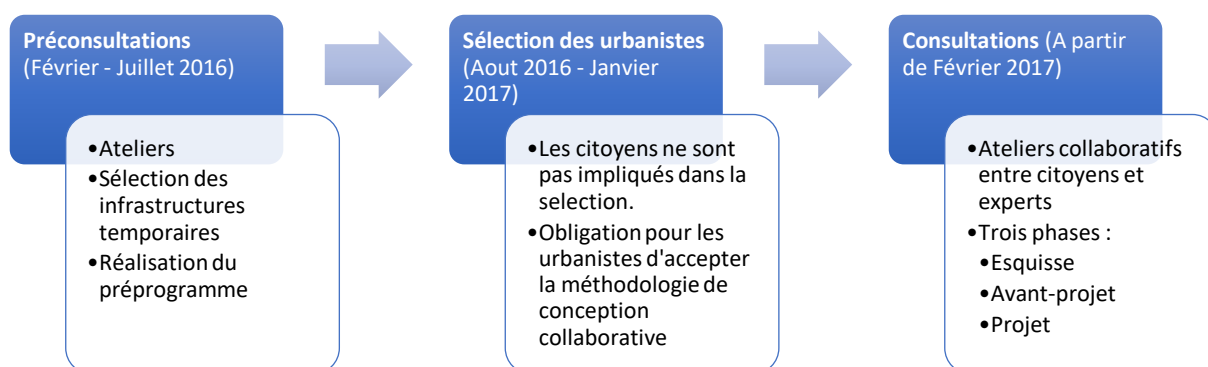 Préconsultations
(Février - Juillet 2016)
•Ateliers
•Sélection des
infrastructures
temporaires
•Réalisation du
préprogramme
Sélection des urbanistes
(Aout 2016 - Janvier
2017)
•Les citoyens ne sont
pas impliqués dans la
selection.
•Obligation pour les
urbanistes d'accepter
la méthodologie de
conception
collaborative
Consultations (A partir
de Février 2017)
•Ateliers collaboratifs
entre citoyens et
experts
•Trois phases :
•Esquisse
•Avant-projet
•Projet